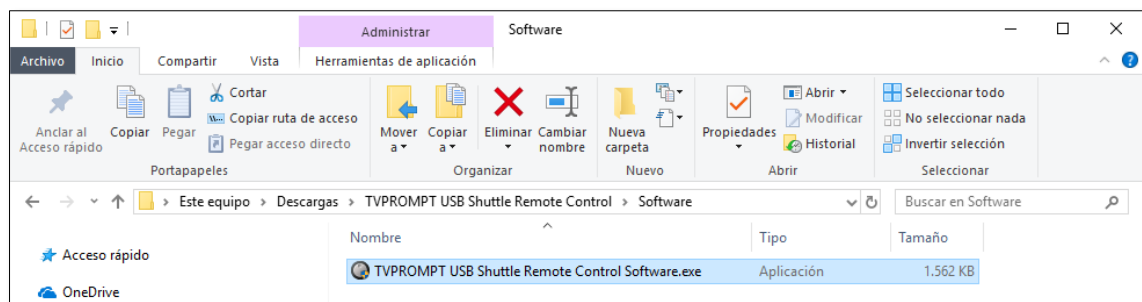 Administrar Software
Archivo Inicio Compartir Vista Herramientas de aplicación
Anclar al Acceso rápido
Copiar
Pegar
Cortar
Copiar ruta de acceso
Pegar acceso directo
Portapapeles
Mover a
Copiar a
Eliminar
Cambiar nombre
Organizar
Nueva carpeta
Nuevo
Propiedades
Abrir
Modificar
Historial
Abrir
Seleccionar todo
No seleccionar nada
Invertir selección
Seleccionar
Este equipo > Descargas > TVPROMPT USB Shuttle Remote Control > Software
Buscar en Software
Acceso rápido
OneDrive
Nombre Tipo Tamaño
TVPROMPT USB Shuttle Remote Control Software.exe Aplicación 1.562 KB